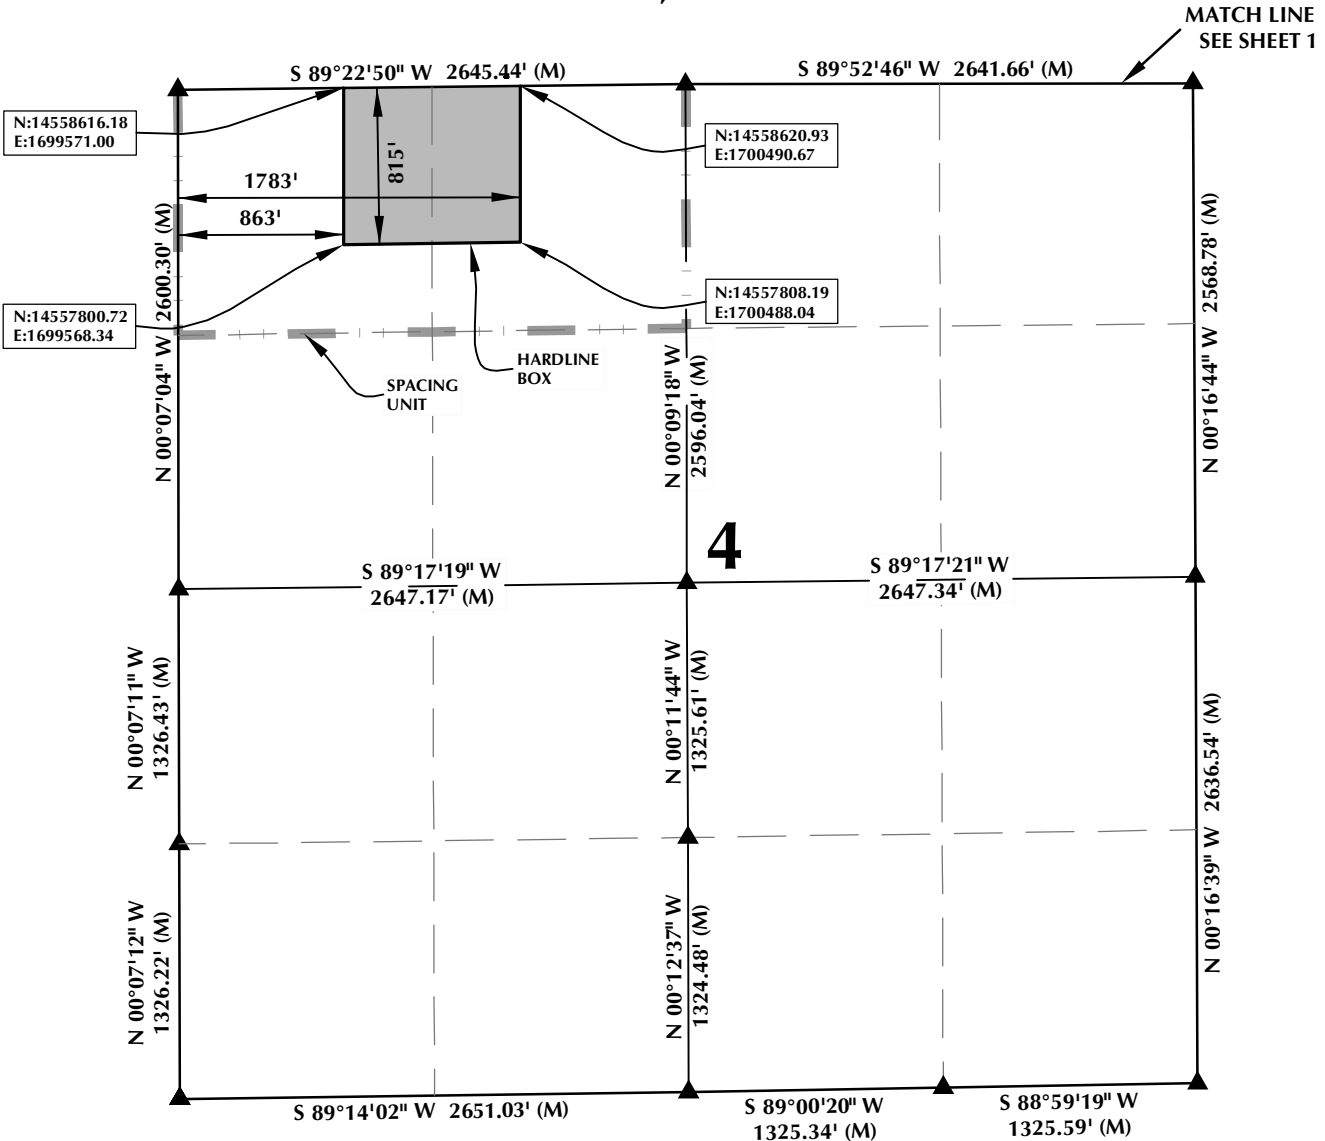 MATCH LINE
SEE SHEET 1
S 89°22'50" W 2645.44' (M)
S 89°52'46" W 2641.66' (M)
N:14558616.18
E:1699571.00
N:14558620.93
E:1700490.67
815'
1783'
863'
N 00°07'04" W 2600.30' (M)
N 00°16'44" W 2568.78' (M)
N:14557800.72
E:1699568.34
N:14557808.19
E:1700488.04
HARDLINE
BOX
SPACING
UNIT
N 00°09'18" W
2596.04' (M)
4
S 89°17'19" W
2647.17' (M)
S 89°17'21" W
2647.34' (M)
N 00°07'11" W
1326.43' (M)
N 00°11'44" W
1325.61' (M)
N 00°16'39" W 2636.54' (M)
N 00°07'12" W
1326.22' (M)
N 00°12'37" W
1324.48' (M)
S 89°14'02" W 2651.03' (M)
S 89°00'20" W
1325.34' (M)
S 88°59'19" W
1325.59' (M)